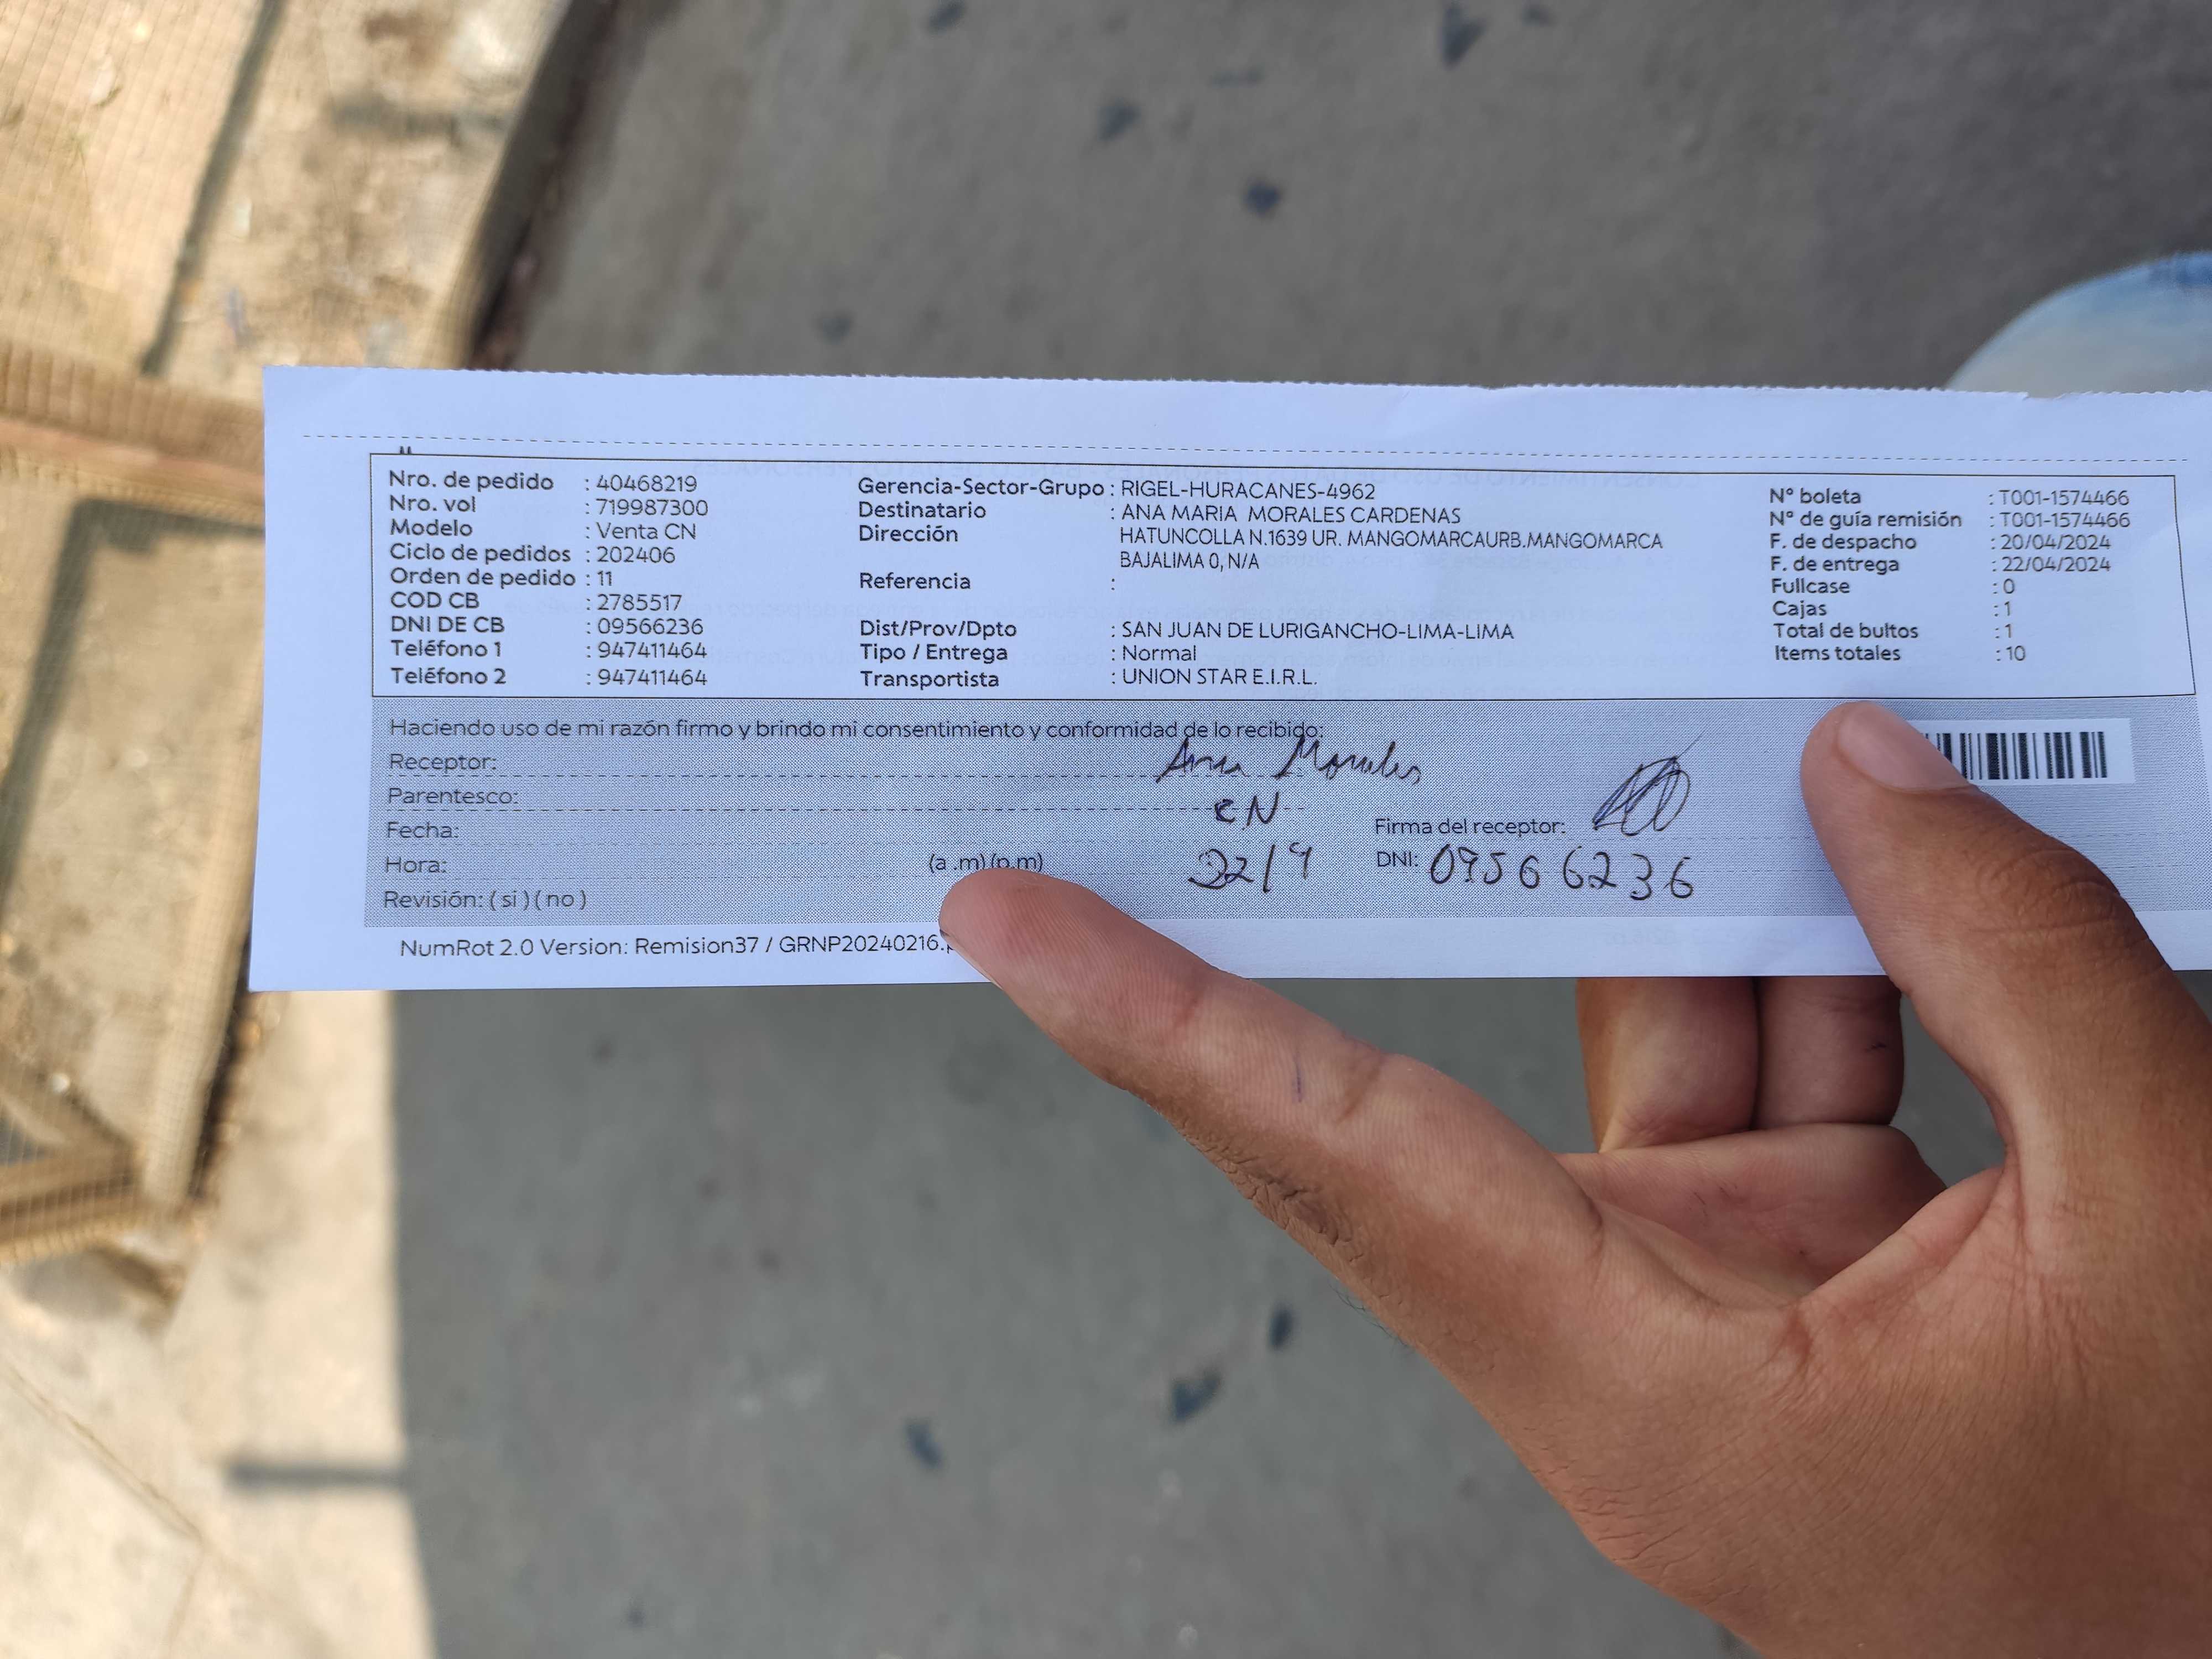 Nro. de pedido : 40468219
Nro. vol : 719987300
Modelo : Venta CN
Ciclo de pedidos : 202406
Orden de pedido : 11
COD CB : 2785517
DNI DE CB : 09566236
Teléfono 1 : 947411464
Teléfono 2 : 947411464
Gerencia-Sector-Grupo : RIGEL-HURACANES-4962
Destinatario : ANA MARIA MORALES CARDENAS
Dirección HATUNCOLLA N.1639 UR. MANGOMARCAURB.MANGOMARCA
BAJALIMA 0, N/A
Referencia :
Dist/Prov/Dpto : SAN JUAN DE LURIGANCHO-LIMA-LIMA
Tipo / Entrega : Normal
Transportista : UNION STAR E.I.R.L.
N° boleta : T001-1574466
N° de guía remisión : T001-1574466
F. de despacho : 20/04/2024
F. de entrega : 22/04/2024
Fullcase : 0
Cajas : 1
Total de bultos : 1
Items totales : 10
Haciendo uso de mi razón firmo y brindo mi consentimiento y conformidad de lo recibido:
Receptor: Ana Morales
Parentesco: CN
Fecha:
Firma del receptor:
Hora: (a .m) (p.m) 22/4
DNI: 09566236
Revisión: ( si ) ( no )
NumRot 2.0 Version: Remision37 / GRNP20240216.